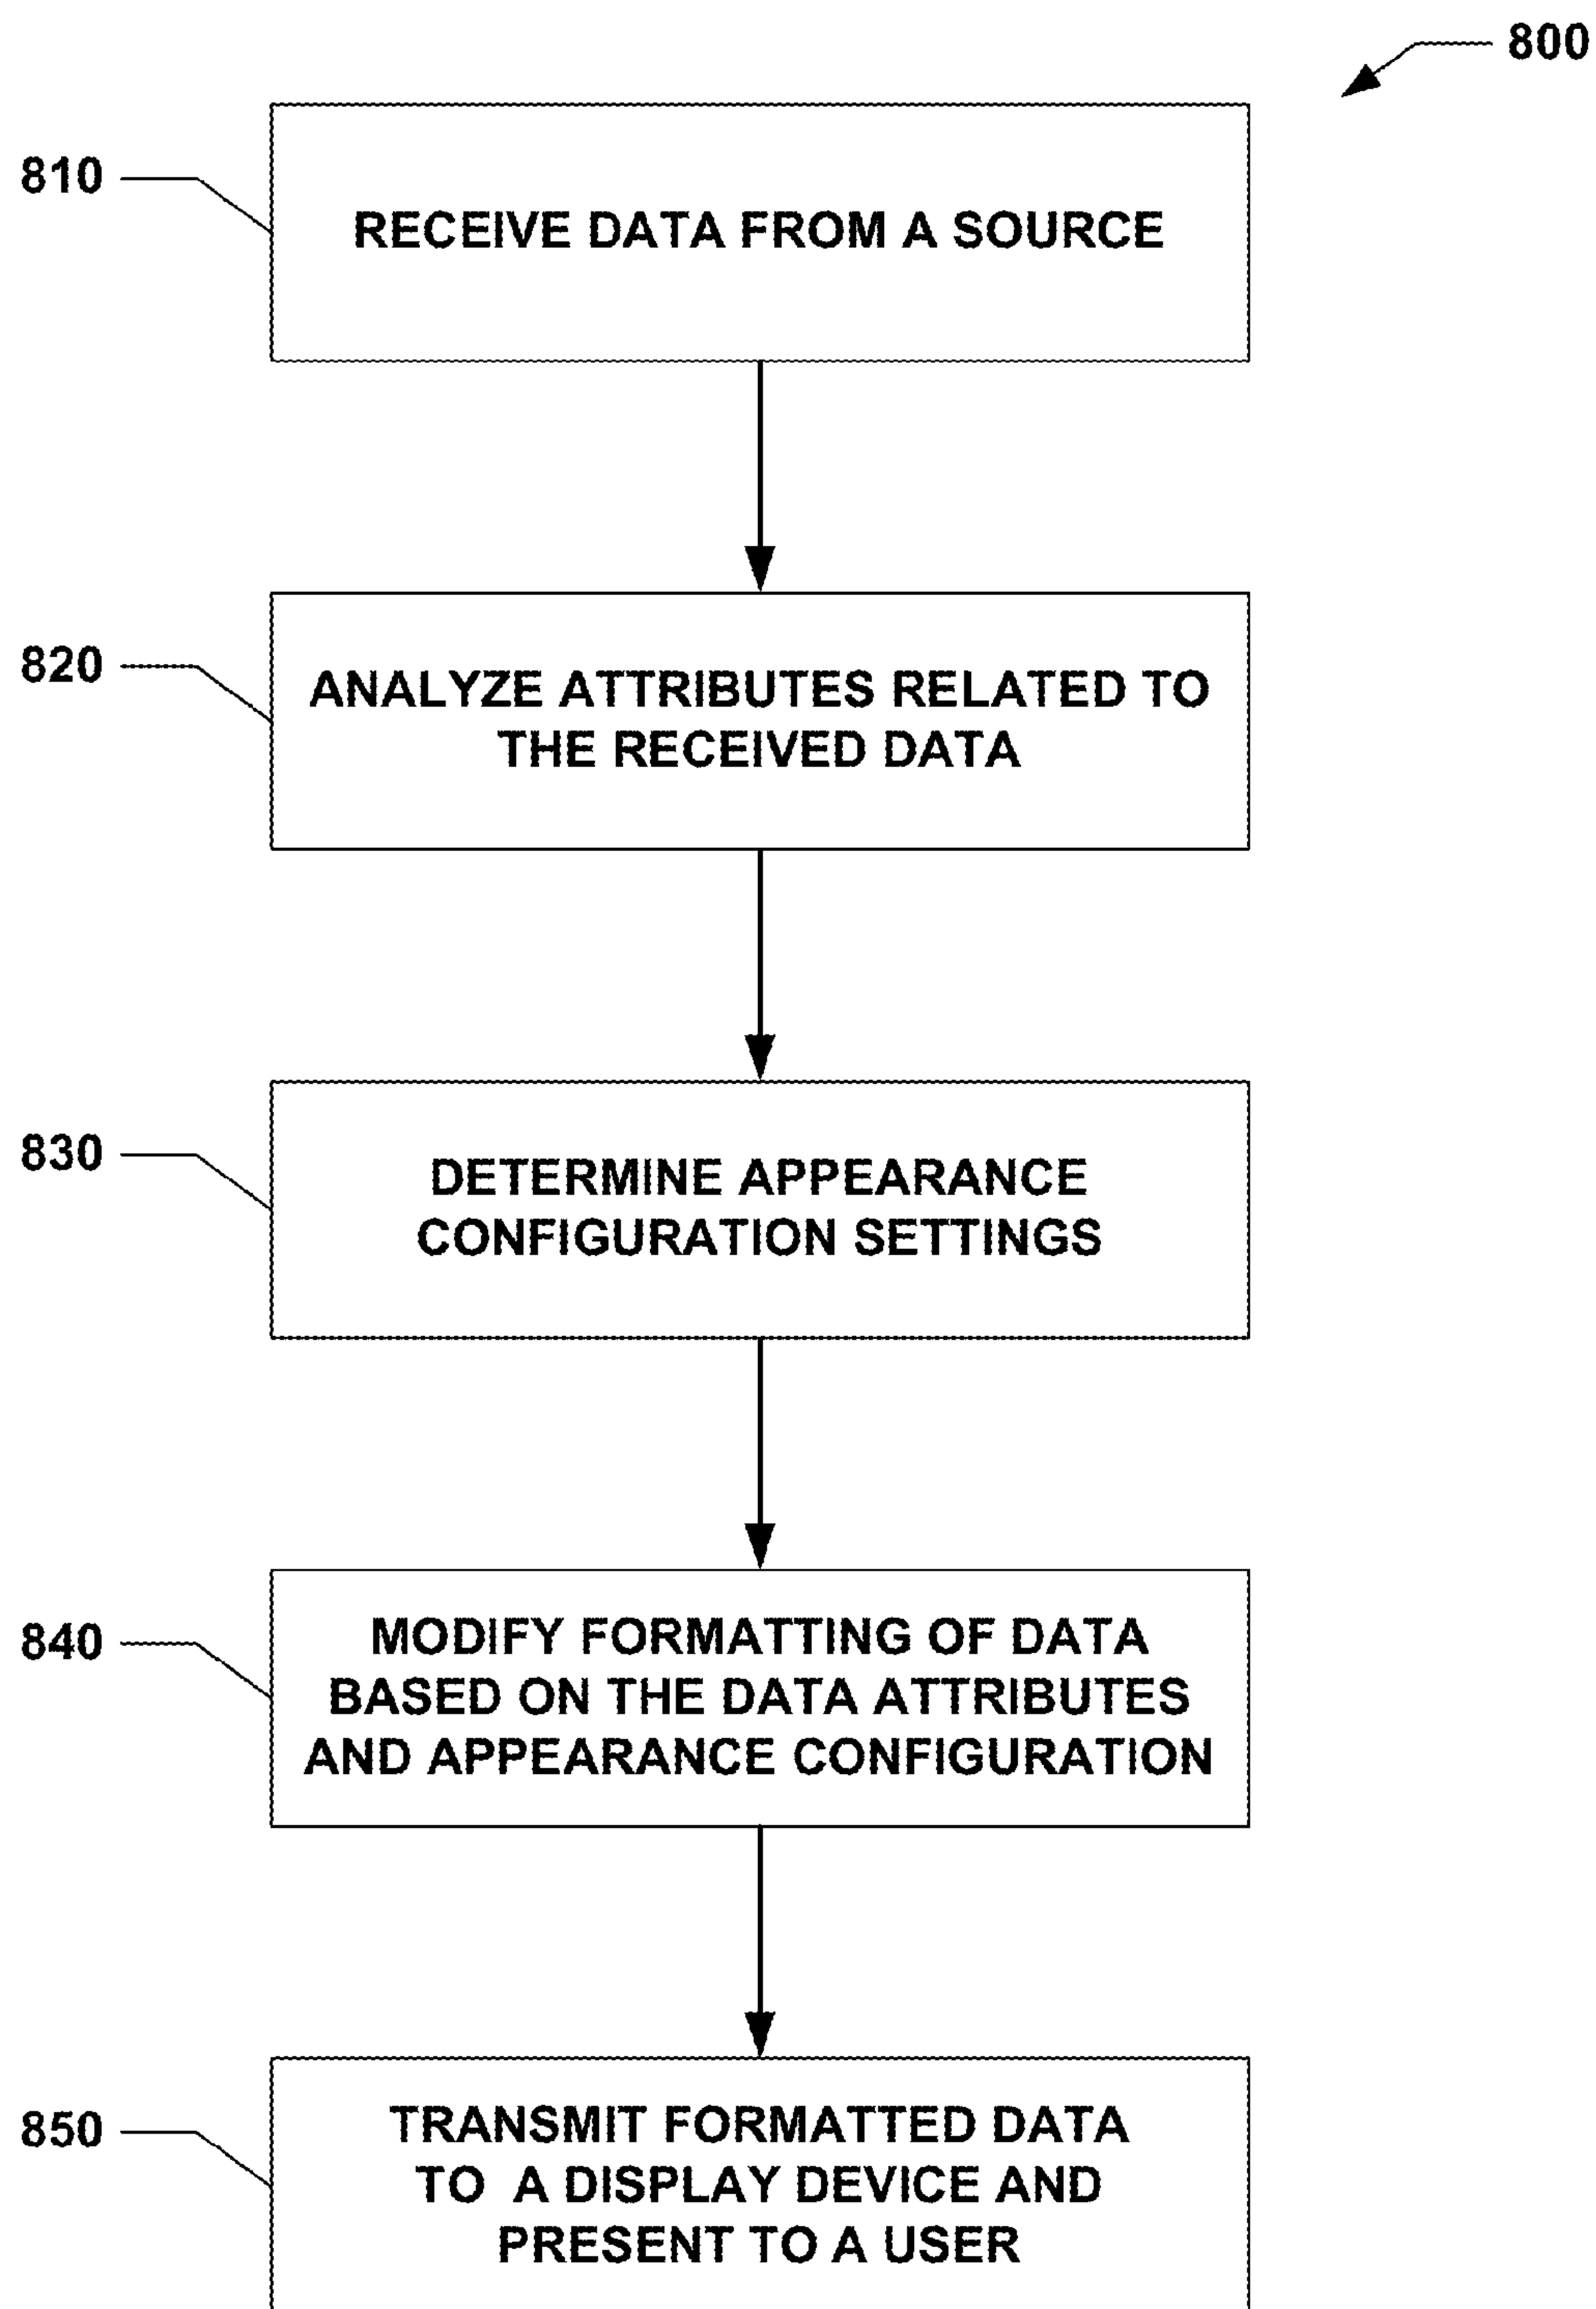 800
810
RECEIVE DATA FROM A SOURCE
820
ANALYZE ATTRIBUTES RELATED TO
THE RECEIVED DATA
830
DETERMINE APPEARANCE
CONFIGURATION SETTINGS
840
MODIFY FORMATTING OF DATA
BASED ON THE DATA ATTRIBUTES
AND APPEARANCE CONFIGURATION
850
TRANSMIT FORMATTED DATA
TO A DISPLAY DEVICE AND
PRESENT TO A USER